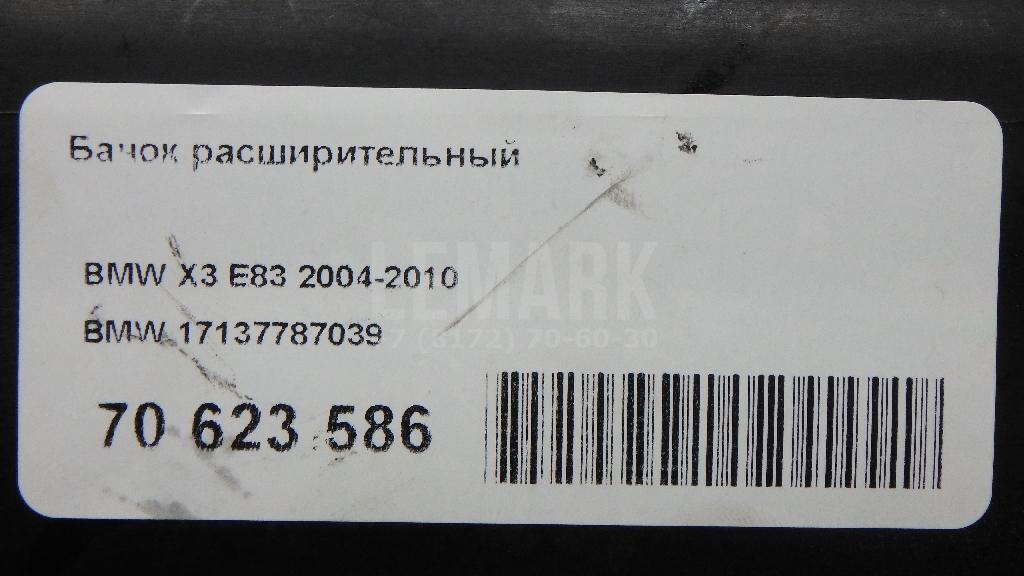 Бачок расширительный
BMW X3 E83 2004-2010
LEMARK
BMW 17137787039
+7 (8172) 70-60-30
70 623 586